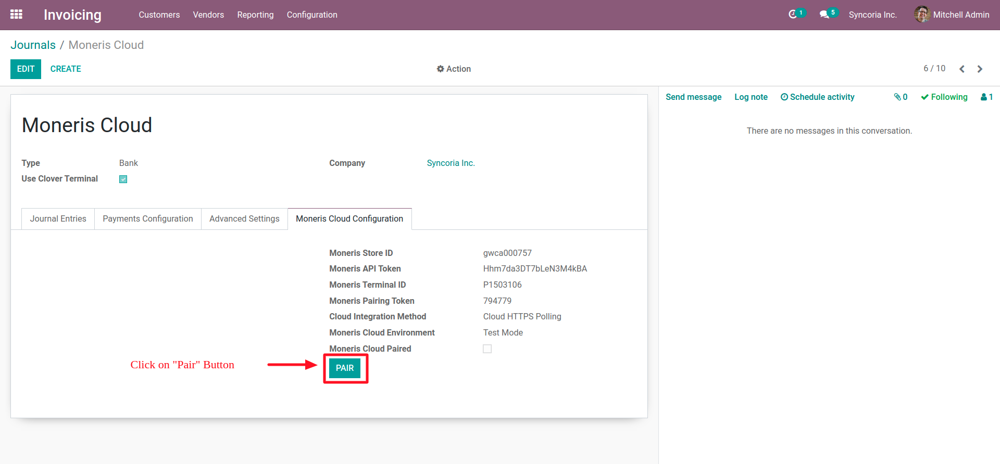 Invoicing Customers Vendors Reporting Configuration 1 5 Syncoria Inc. Mitchell Admin
Journals / Moneris Cloud
EDIT CREATE Action 6 / 10
Send message Log note Schedule activity 0 Following 1
There are no messages in this conversation.
Moneris Cloud
Type Bank Company Syncoria Inc.
Use Clover Terminal
Journal Entries Payments Configuration Advanced Settings Moneris Cloud Configuration
Moneris Store ID gwca000757
Moneris API Token Hhm7da3DT7bLeN3M4kBA
Moneris Terminal ID P1503106
Moneris Pairing Token 794779
Cloud Integration Method Cloud HTTPS Polling
Moneris Cloud Environment Test Mode
Moneris Cloud Paired
Click on "Pair" Button PAIR